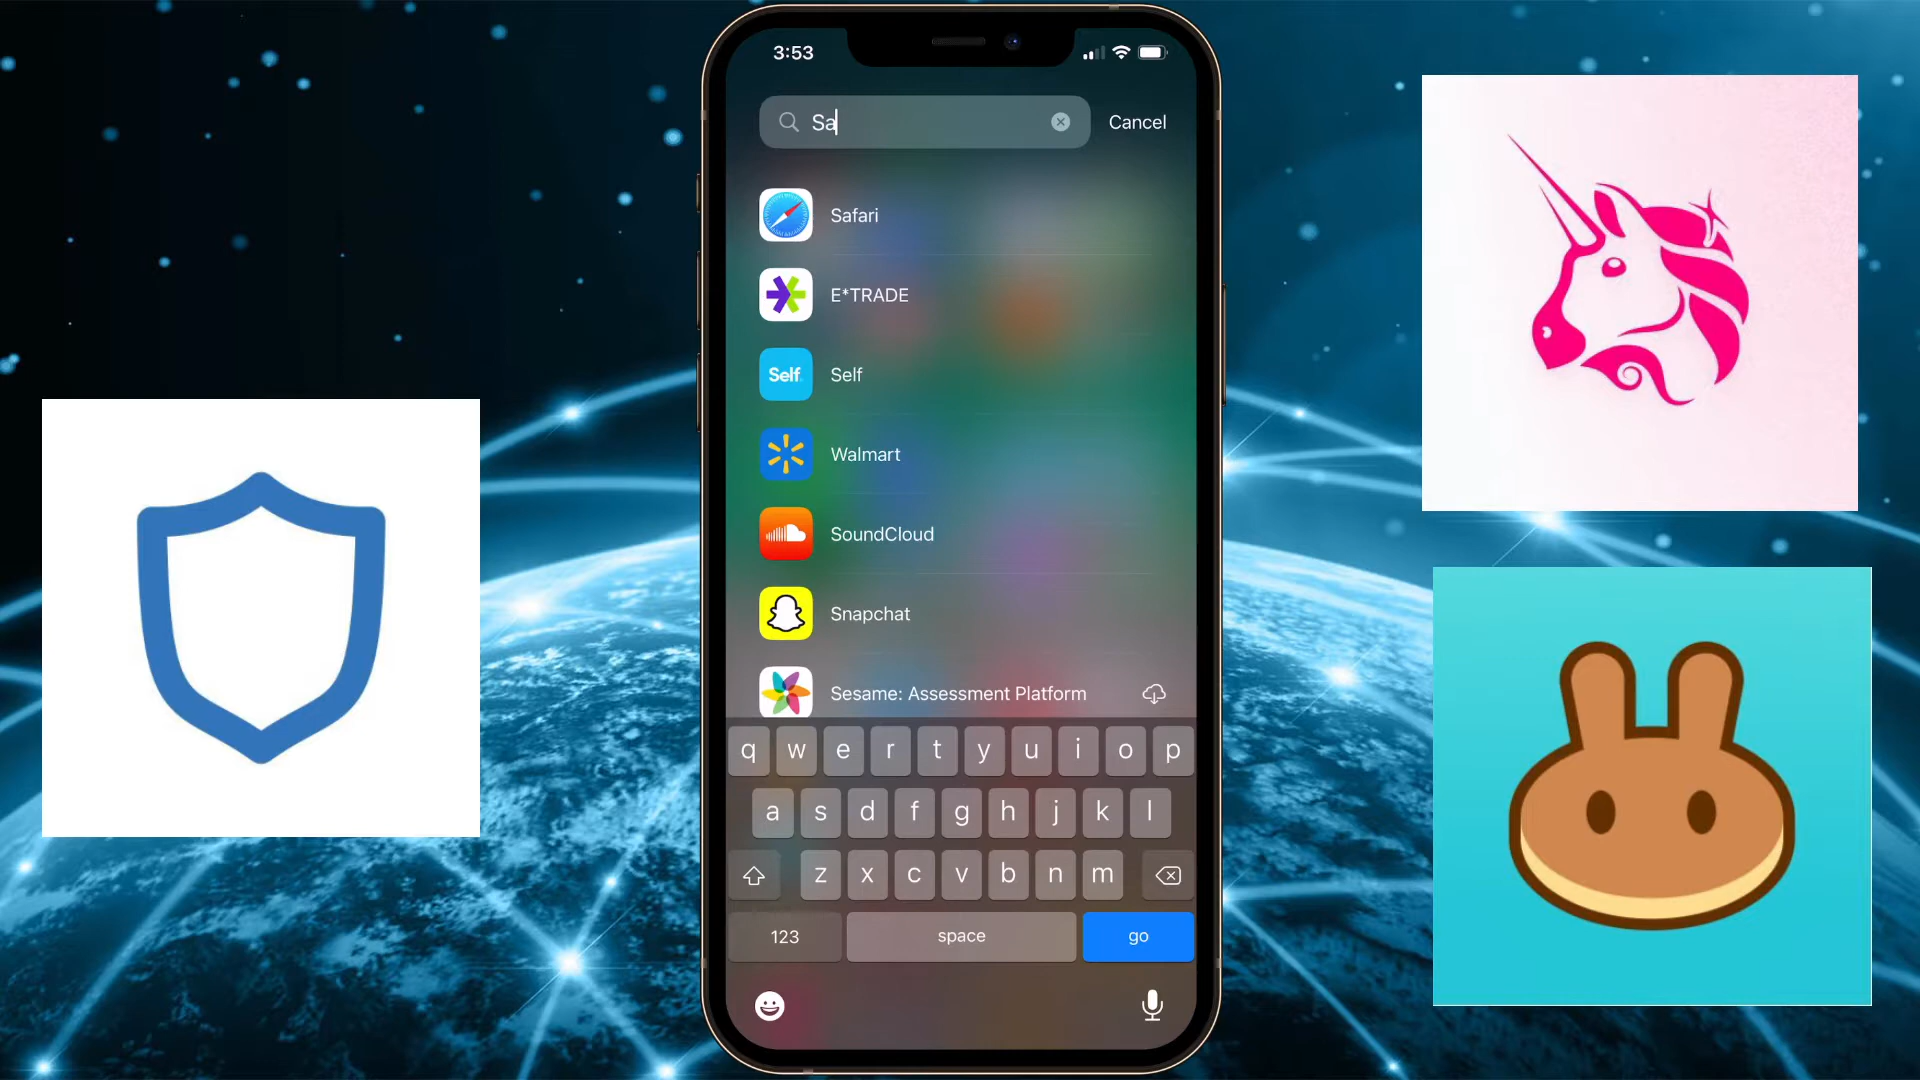 3:53
Sa
Cancel
Safari
E*TRADE
Self.
Self
Walmart
SoundCloud
Snapchat
Sesame: Assessment Platform
q w e r t y u i o p
a s d f g h j k l
z x c v b n m
123 space go